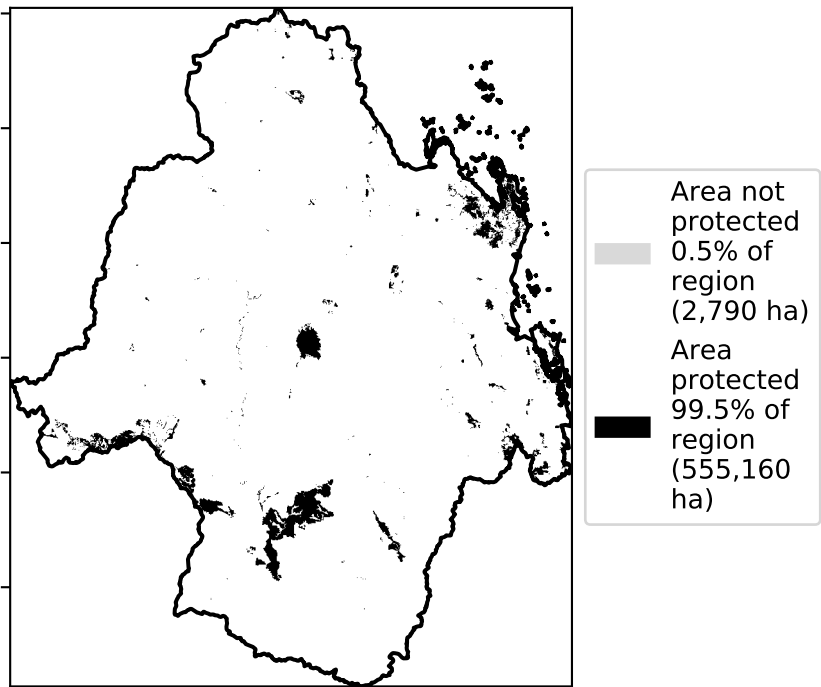 Area not
protected
0.5% of
region
(2,790 ha)
Area
protected
99.5% of
region
(555,160
ha)